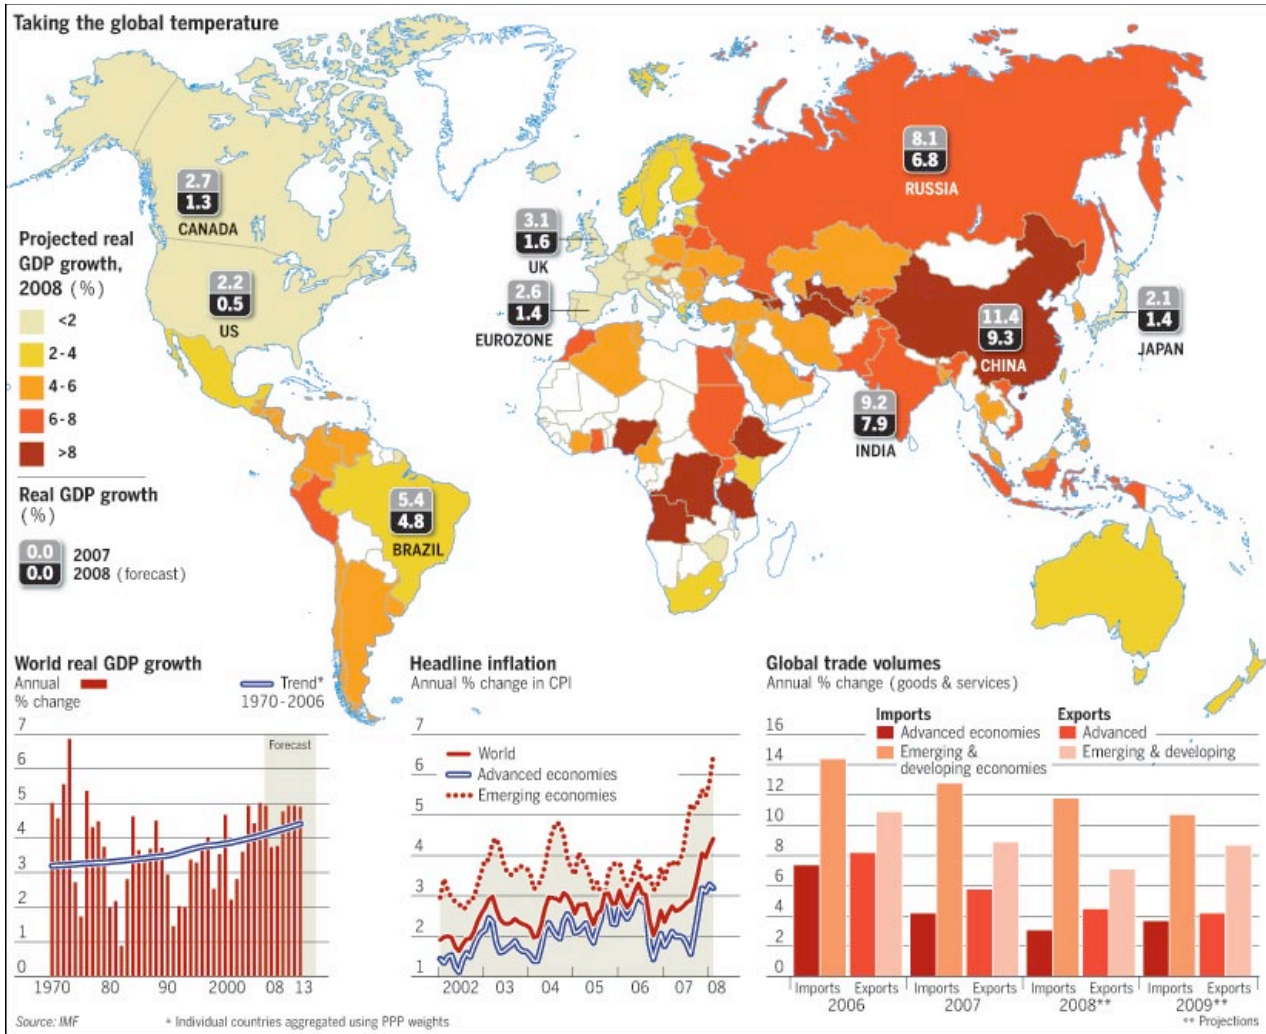 Taking the global temperature
2.7
1.3
CANADA
2.2
0.5
US
5.4
4.8
BRAZIL
3.1
1.6
UK
2.6
1.4
EUROZONE
8.1
6.8
RUSSIA
11.4
9.3
CHINA
9.2
7.9
INDIA
2.1
1.4
JAPAN
Projected real
GDP growth,
2008 (%)
<2
2-4
4-6
6-8
>8
Real GDP growth
(%)
0.0 2007
0.0 2008 (forecast)
World real GDP growth
Annual
% change
Trend*
1970-2006
7
6
5
4
3
2
1
0
Forecast
1970 80 90 2000 08 13
Headline inflation
Annual % change in CPI
7
6
5
4
3
2
1
World
Advanced economies
Emerging economies
2002 03 04 05 06 07 08
Global trade volumes
Annual % change (goods & services)
Imports
Advanced economies
Emerging &
developing economies
Exports
Advanced
Emerging & developing
16
14
12
10
8
6
4
2
0
Imports Exports Imports Exports Imports Exports Imports Exports
2006 2007 2008** 2009**
Source: IMF
* Individual countries aggregated using PPP weights
** Projections